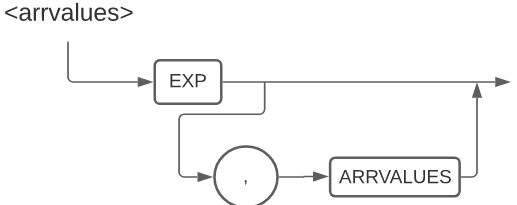 <arrvalues>
EXP
,
ARRVALUES